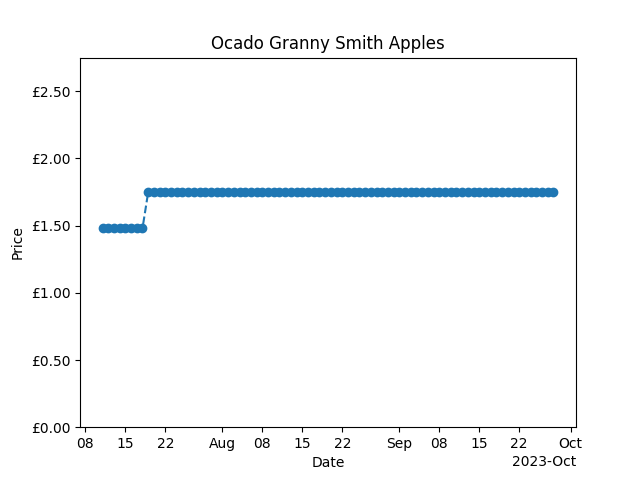 Ocado Granny Smith Apples
£2.50
£2.00
£1.50
£1.00
£0.50
£0.00
Price
08 15 22 Aug 08 15 22 Sep 08 15 22 Oct
Date
2023-Oct